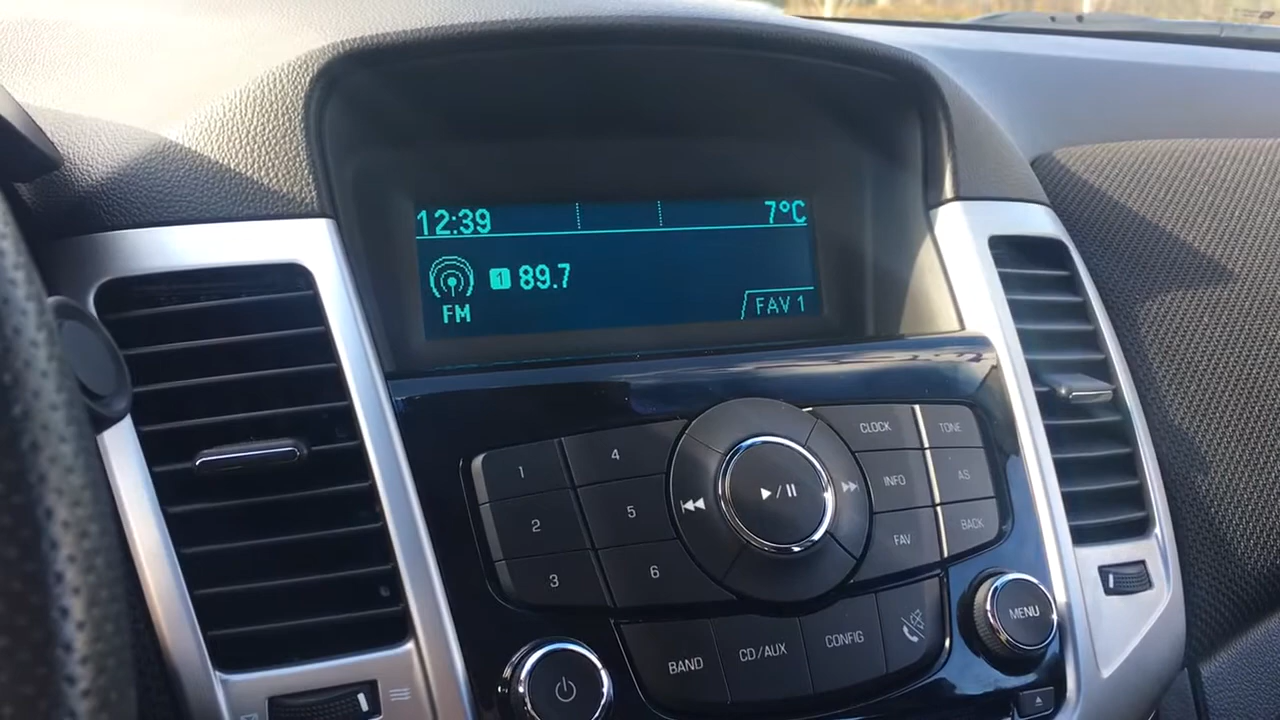 12:39 7°C
1 89.7
FM FAV 1
1 4 CLOCK TONE
2 5 INFO AS
3 6 FAV BACK
BAND CD/AUX CONFIG MENU